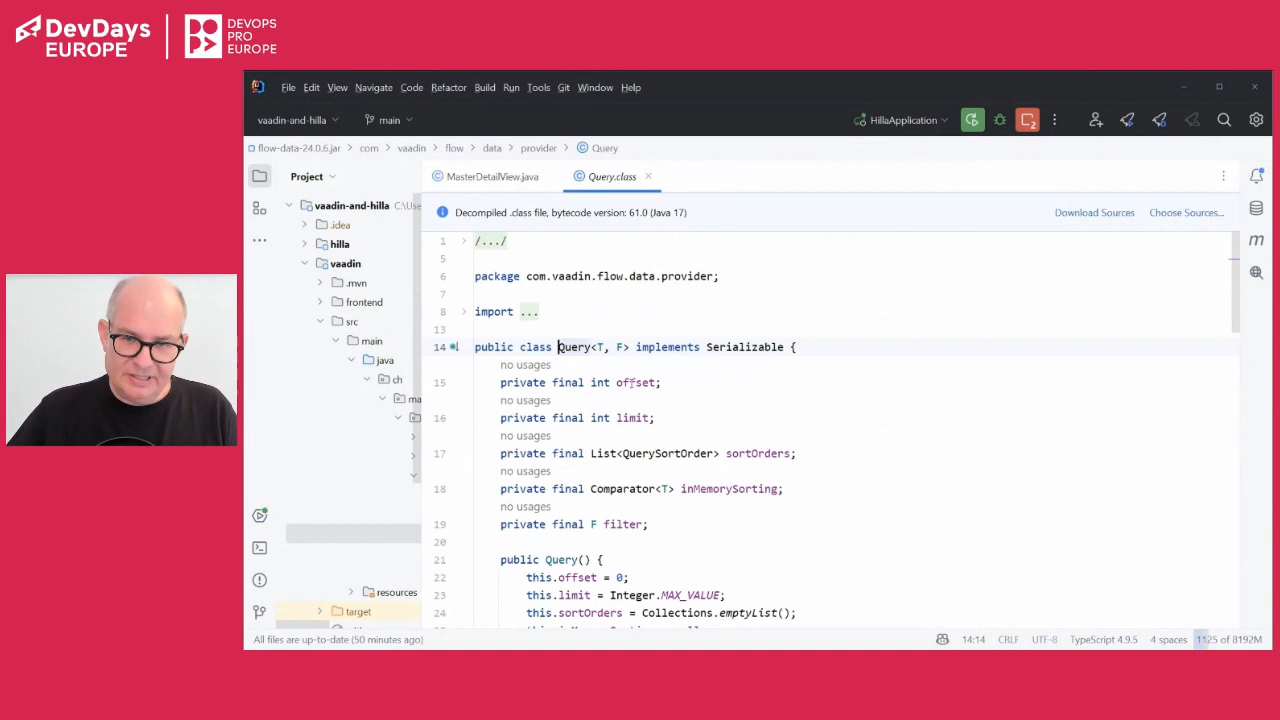 DevDays
EUROPE
DEVOPS
PRO
EUROPE
File Edit View Navigate Code Refactor Build Run Tools Git Window Help
vaadin-and-hilla main HillaApplication 2
flow-data-24.0.6.jar com vaadin flow data provider Query
Project MasterDetailView.java Query.class
vaadin-and-hilla C:\Use
.idea
hilla
vaadin
.mvn
frontend
src
main
java
ch
ma
resources
target
Decompiled .class file, bytecode version: 61.0 (Java 17) Download Sources Choose Sources...
1 /.../
5
6 package com.vaadin.flow.data.provider;
7
8 import ...
13
14 public class Query<T, F> implements Serializable {
no usages
15 private final int offset;
no usages
16 private final int limit;
no usages
17 private final List<QuerySortOrder> sortOrders;
no usages
18 private final Comparator<T> inMemorySorting;
no usages
19 private final F filter;
20
21 public Query() {
22 this.offset = 0;
23 this.limit = Integer.MAX_VALUE;
24 this.sortOrders = Collections.emptyList();
All files are up-to-date (50 minutes ago) 14:14 CRLF UTF-8 TypeScript 4.9.5 4 spaces 1125 of 8192M